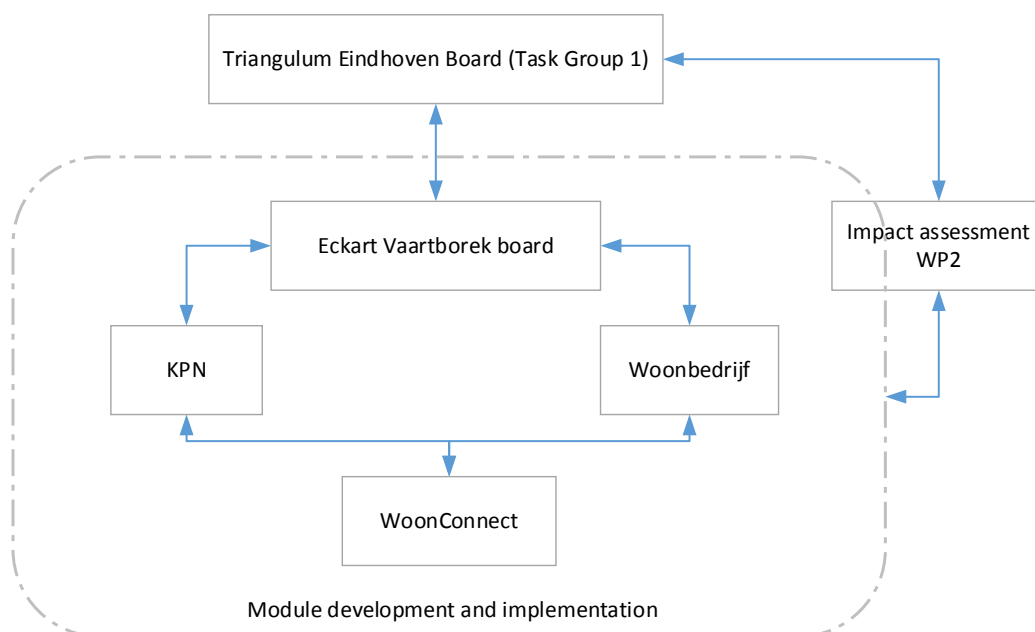 Triangulum Eindhoven Board (Task Group 1)
Eckart Vaartborek board
Impact assessment
WP2
KPN
Woonbedrijf
WoonConnect
Module development and implementation